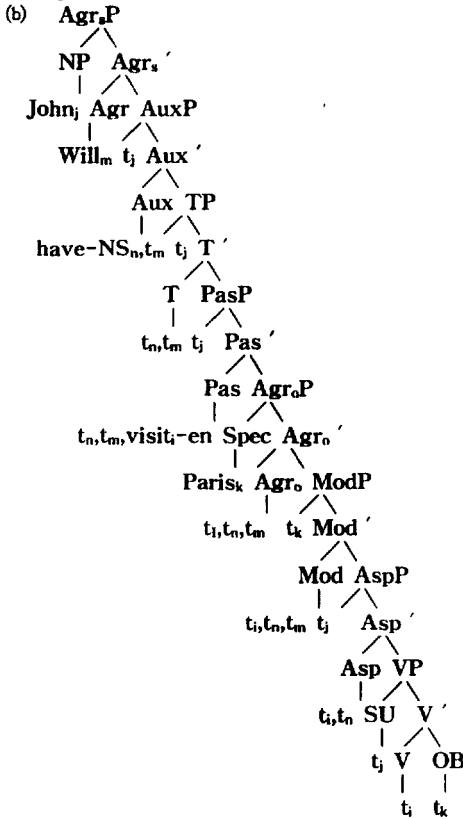 (b) AgrₛP
NP Agrₛ ′
Johnⱼ Agr AuxP
Willₘ tⱼ Aux ′
Aux TP
have-NSₙ,tₘ tⱼ T ′
T PasP
tₙ,tₘ tⱼ Pas ′
Pas AgrₒP
tₙ,tₘ,visitᵢ-en Spec Agrₒ ′
Parisₖ Agrₒ ModP
t₁,tₙ,tₘ tₖ Mod ′
Mod AspP
tᵢ,tₙ,tₘ tⱼ Asp ′
Asp VP
tᵢ,tₙ SU V ′
tⱼ V OB
tᵢ tₖ